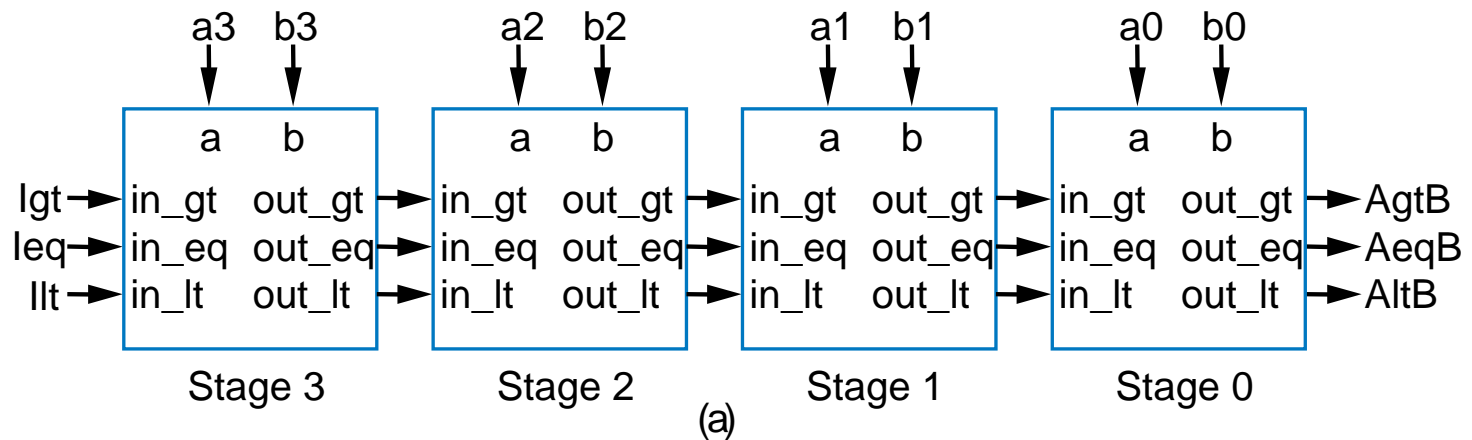 a3 b3 a2 b2 a1 b1 a0 b0
a b a b a b a b
Igt in_gt out_gt in_gt out_gt in_gt out_gt in_gt out_gt AgtB
Ieq in_eq out_eq in_eq out_eq in_eq out_eq in_eq out_eq AeqB
Ilt in_lt out_lt in_lt out_lt in_lt out_lt in_lt out_lt AltB
Stage 3 Stage 2 Stage 1 Stage 0
(a)